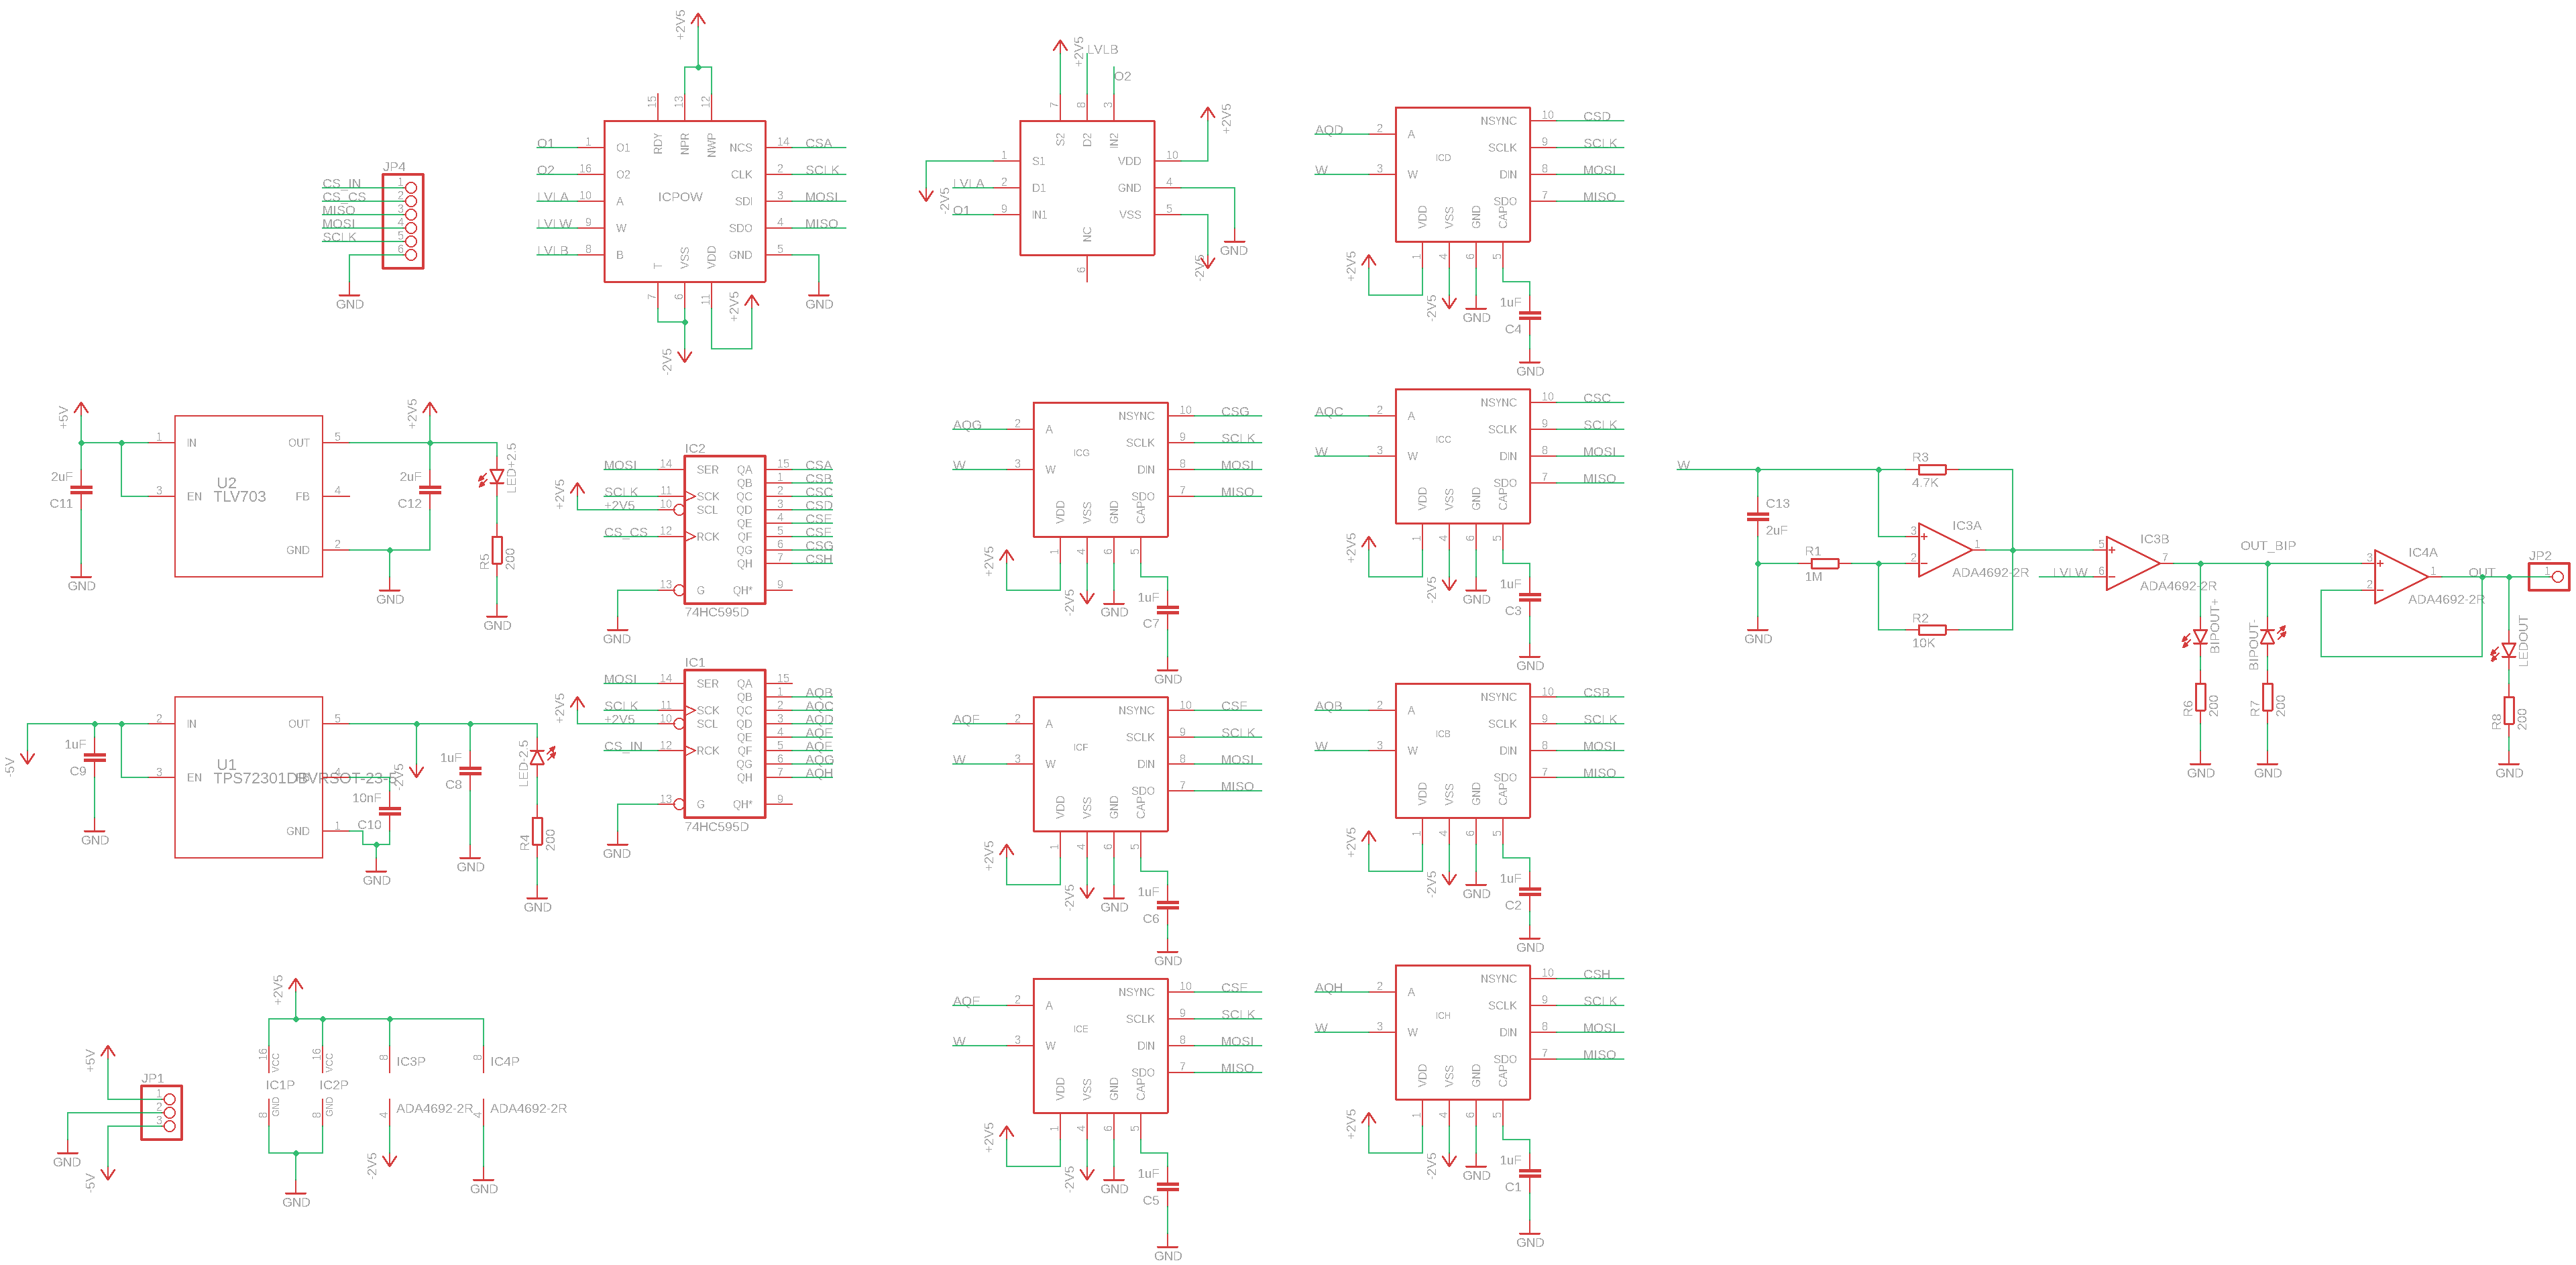 JP4
CS_IN 1
CS_CS 2
MISO 3
MOSI 4
SCLK 5
6
GND
+2V5
15 13 12
RDY NPR NWP
O1 1 O1 NCS 14 CSA
O2 16 O2 CLK 2 SCLK
ICPOW
LVLA 10 A SDI 3 MOSI
LVLW 9 W SDO 4 MISO
LVLB 8 B GND 5
T VSS VDD
7 6 11
+2V5
-2V5
GND
+2V5 LVLB
O2
7 8 3
S2 D2 IN2
+2V5
1 S1 VDD 10
LVLA 2 D1 GND 4
O1 9 IN1 VSS 5
-2V5
NC
6
-2V5
GND
NSYNC 10 CSD
AQD 2 A SCLK 9 SCLK
ICD
W 3 W DIN 8 MOSI
SDO 7 MISO
VDD VSS GND CAP
1 4 6 5
+2V5
-2V5
GND
1uF
C4
GND
+5V
1 IN OUT 5
+2V5
2uF
C11
3 EN FB 4
U2
TLV703
GND 2
2uF
C12
LED+2.5
R5
200
GND
GND
GND
IC2
MOSI 14 SER QA 15 CSA
QB 1 CSB
SCLK 11 SCK QC 2 CSC
+2V5
+2V5 10 SCL QD 3 CSD
QE 4 CSE
CS_CS 12 RCK QF 5 CSF
QG 6 CSG
QH 7 CSH
13 G QH* 9
74HC595D
GND
NSYNC 10 CSG
AQG 2 A SCLK 9 SCLK
ICG
W 3 W DIN 8 MOSI
SDO 7 MISO
VDD VSS GND CAP
1 4 6 5
+2V5
-2V5
GND
1uF
C7
GND
NSYNC 10 CSC
AQC 2 A SCLK 9 SCLK
ICC
W 3 W DIN 8 MOSI
SDO 7 MISO
VDD VSS GND CAP
1 4 6 5
+2V5
-2V5
GND
1uF
C3
GND
W
C13
2uF
GND
R1
1M
R3
4.7K
R2
10K
3 2 1
IC3A
ADA4692-2R
LVLW
5 6 7
IC3B
ADA4692-2R
OUT_BIP
BIPOUT+
R6
200
GND
BIPOUT-
R7
200
GND
3 2 1
IC4A
ADA4692-2R
OUT
JP2
1
LEDOUT
R8
200
GND
-5V
2 IN OUT 5
1uF
C9
3 EN 4
U1
TPS72301DBVRSOT-23-5
FB
GND 1
GND
10nF
C10
GND
-2V5
1uF
C8
GND
LED-2.5
R4
200
GND
IC1
MOSI 14 SER QA 15
QB 1 AQB
SCLK 11 SCK QC 2 AQC
+2V5
+2V5 10 SCL QD 3 AQD
QE 4 AQE
CS_IN 12 RCK QF 5 AQF
QG 6 AQG
QH 7 AQH
13 G QH* 9
74HC595D
GND
NSYNC 10 CSF
AQF 2 A SCLK 9 SCLK
ICF
W 3 W DIN 8 MOSI
SDO 7 MISO
VDD VSS GND CAP
1 4 6 5
+2V5
-2V5
GND
1uF
C6
GND
NSYNC 10 CSB
AQB 2 A SCLK 9 SCLK
ICB
W 3 W DIN 8 MOSI
SDO 7 MISO
VDD VSS GND CAP
1 4 6 5
+2V5
-2V5
GND
1uF
C2
GND
+5V
JP1
1
2
3
GND
-5V
+2V5
16 VCC 16 VCC 8 8
IC1P IC2P IC3P IC4P
8 GND 8 GND 4 ADA4692-2R 4 ADA4692-2R
GND
-2V5
GND
NSYNC 10 CSE
AQE 2 A SCLK 9 SCLK
ICE
W 3 W DIN 8 MOSI
SDO 7 MISO
VDD VSS GND CAP
1 4 6 5
+2V5
-2V5
GND
1uF
C5
GND
NSYNC 10 CSH
AQH 2 A SCLK 9 SCLK
ICH
W 3 W DIN 8 MOSI
SDO 7 MISO
VDD VSS GND CAP
1 4 6 5
+2V5
-2V5
GND
1uF
C1
GND